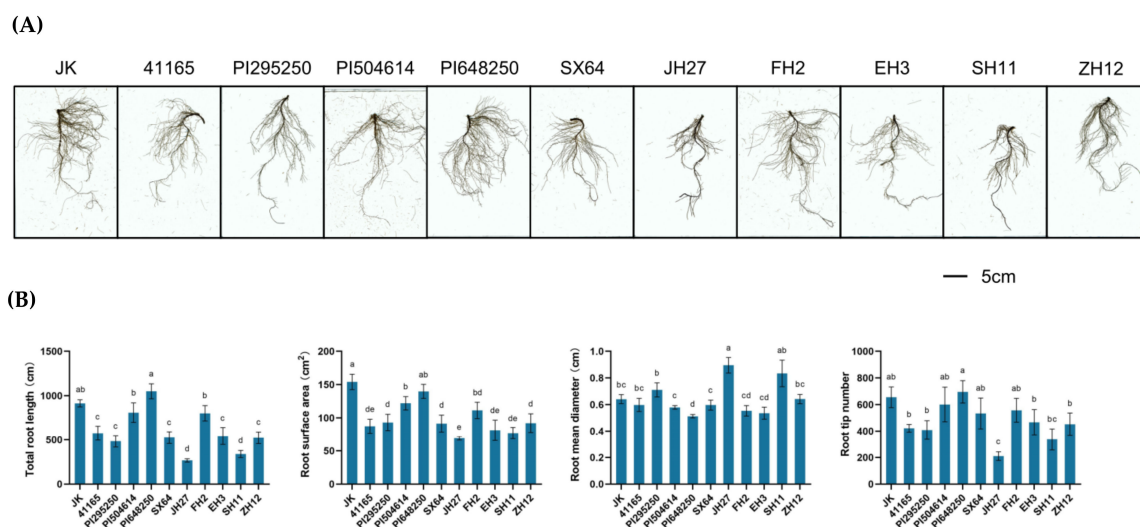 (A)
JK 41165 PI295250 PI504614 PI648250 SX64 JH27 FH2 EH3 SH11 ZH12
5cm
(B)
Total root length (cm)
1500
1000
500
0
ab c c b a c d b c d c
JK 41165 PI295250 PI504614 PI648250 SX64 JH27 FH2 EH3 SH11 ZH12
Root surface area (cm²)
200
150
100
50
0
a de d b ab d e bd de de d
JK 41165 PI295250 PI504614 PI648250 SX64 JH27 FH2 EH3 SH11 ZH12
Root mean diameter (cm)
1.0
0.8
0.6
0.4
0.2
0.0
bc bc b c d c a cd cd ab bc
JK 41165 PI295250 PI504614 PI648250 SX64 JH27 FH2 EH3 SH11 ZH12
Root tip number
1500
1000
500
0
ab b b ab a ab c ab b bc b
JK 41165 PI295250 PI504614 PI648250 SX64 JH27 FH2 EH3 SH11 ZH12